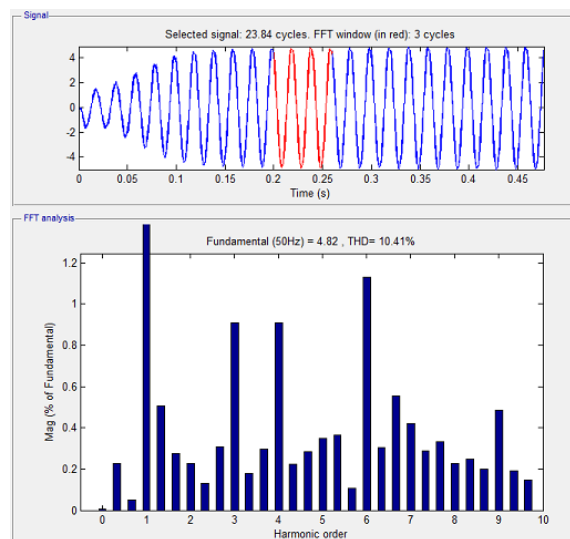 Signal
Selected signal: 23.84 cycles. FFT window (in red): 3 cycles
4
2
0
-2
-4
0 0.05 0.1 0.15 0.2 0.25 0.3 0.35 0.4 0.45
Time (s)
FFT analysis
Fundamental (50Hz) = 4.82 , THD= 10.41%
Mag (% of Fundamental)
1.2
1
0.8
0.6
0.4
0.2
0
0 1 2 3 4 5 6 7 8 9 10
Harmonic order